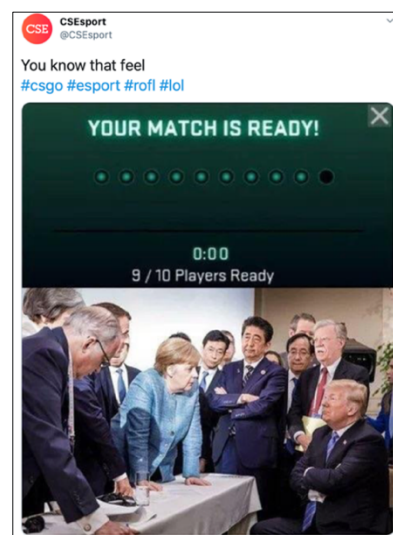 CSE
CSEsport
@CSEsport
You know that feel
#csgo #esport #rofl #lol
YOUR MATCH IS READY!
0:00
9 / 10 Players Ready